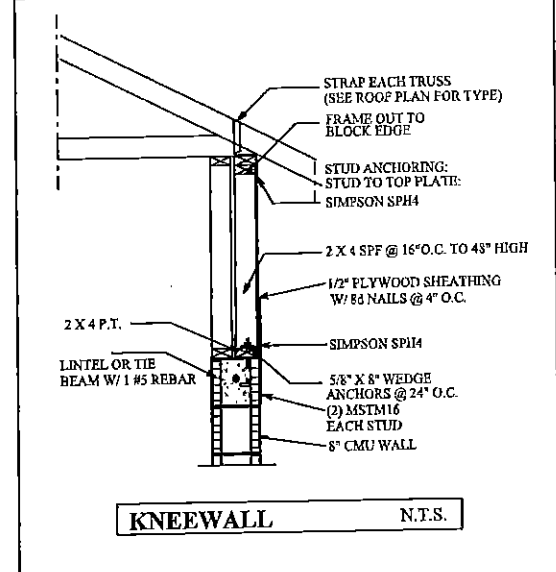 STRAP EACH TRUSS
(SEE ROOF PLAN FOR TYPE)
FRAME OUT TO
BLOCK EDGE
STUD ANCHORING:
STUD TO TOP PLATE:
SIMPSON SPH4
2 X 4 SPF @ 16" O.C. TO 48" HIGH
1/2" PLYWOOD SHEATHING
W/ 8d NAILS @ 4" O.C.
2 X 4 P.T.
SIMPSON SPH4
LINTEL OR TIE
BEAM W/ 1 #5 REBAR
5/8" X 8" WEDGE
ANCHORS @ 24" O.C.
(2) MSTM16
EACH STUD
8" CMU WALL
KNEEWALL N.T.S.